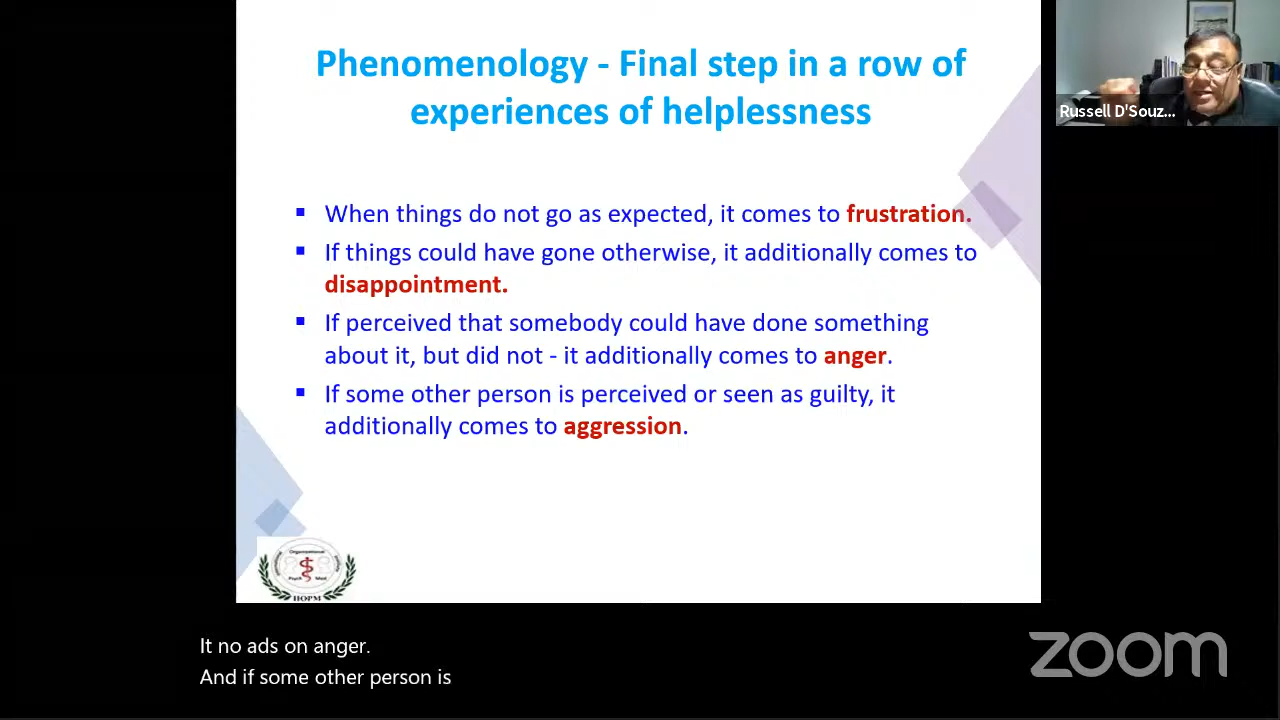 Phenomenology - Final step in a row of
experiences of helplessness
Russell D'Souz...
▪ When things do not go as expected, it comes to frustration.
▪ If things could have gone otherwise, it additionally comes to
disappointment.
▪ If perceived that somebody could have done something
about it, but did not - it additionally comes to anger.
▪ If some other person is perceived or seen as guilty, it
additionally comes to aggression.
Organizational
Psych Med
IIOPM
It no ads on anger.
And if some other person is
zoom